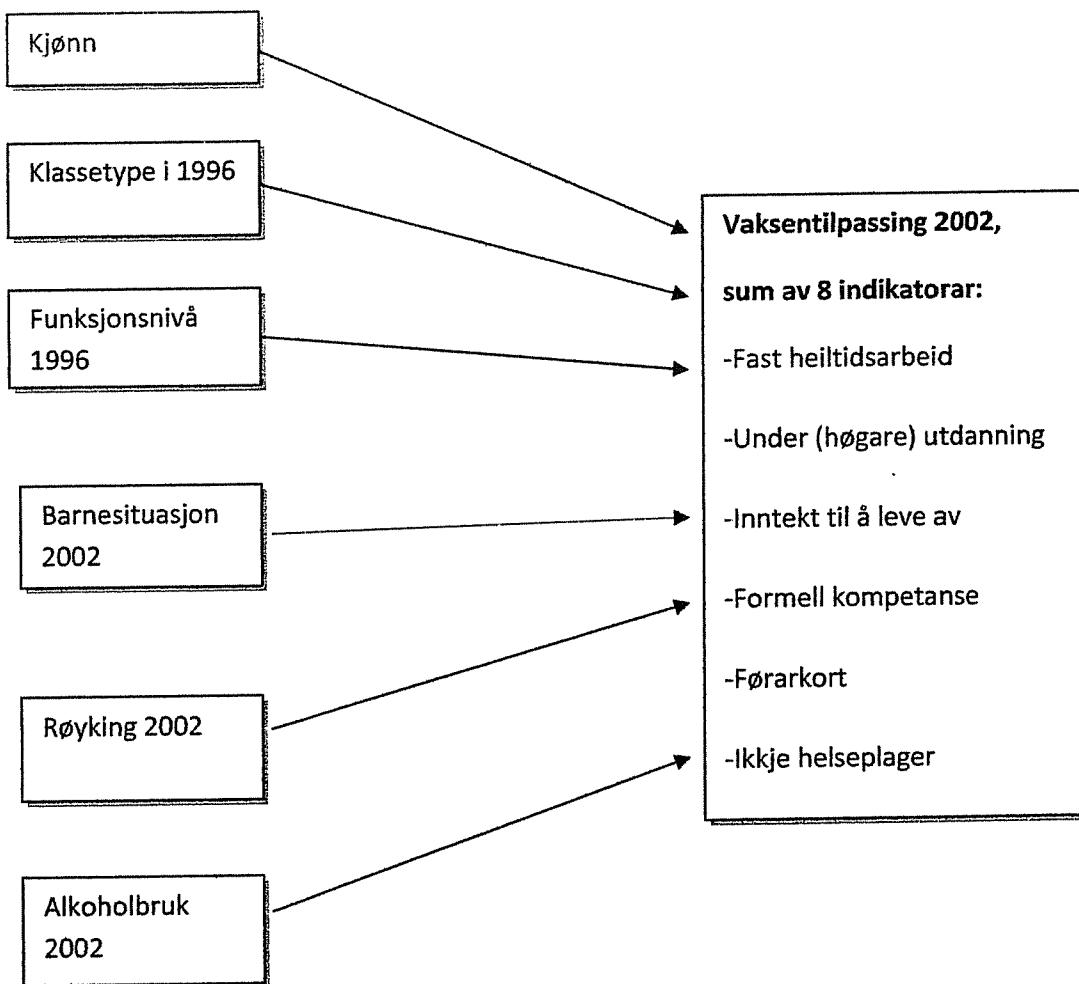 Kjønn
Klassetype i 1996
Funksjonsnivå
1996
Barnesituasjon
2002
Røyking 2002
Alkoholbruk
2002
Vaksentilpassing 2002,
sum av 8 indikatorar:
-Fast heiltidsarbeid
-Under (høgare) utdanning
-Inntekt til å leve av
-Formell kompetanse
-Førarkort
-Ikkje helseplager